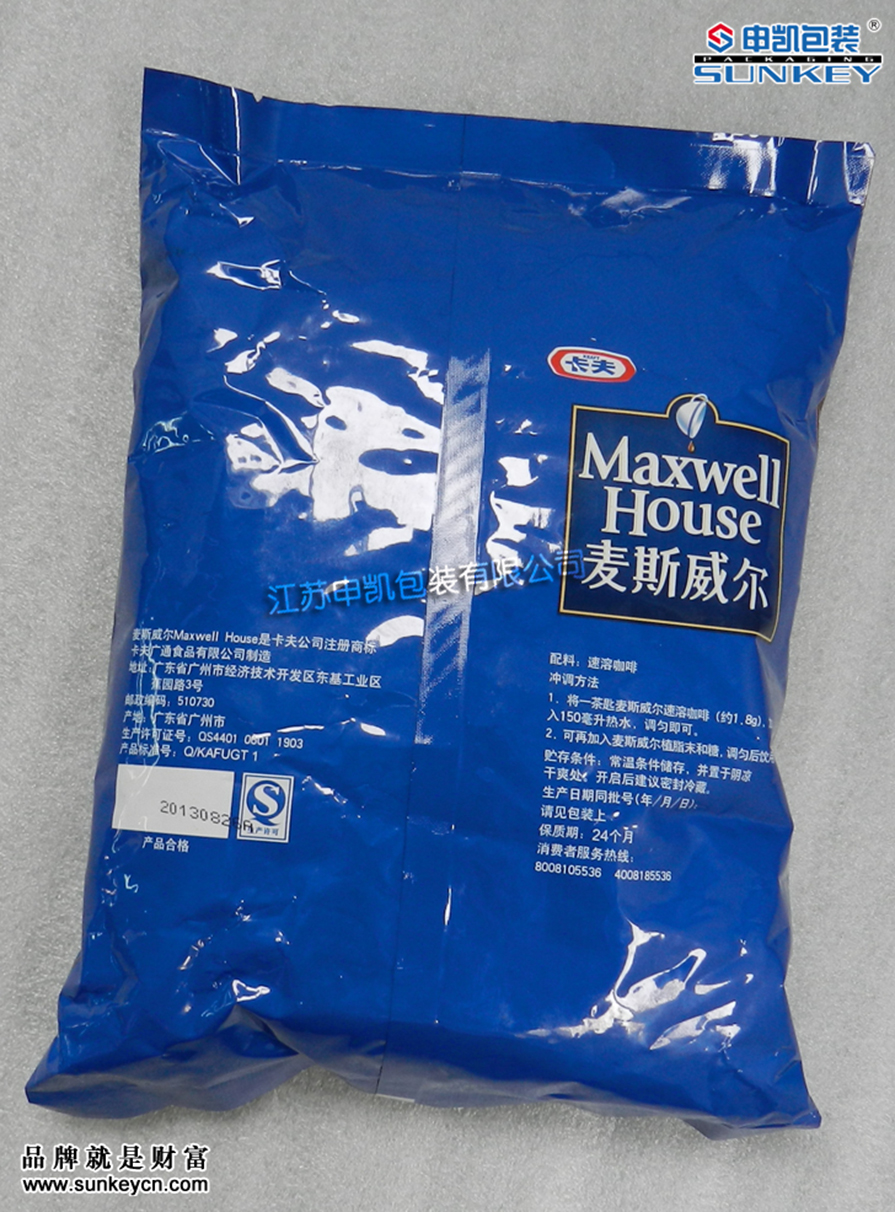 申凯包装®
PACKAGING
SUNKEY
KRAFT
卡夫
Maxwell
House
麦斯威尔
江苏申凯包装有限公司
麦斯威尔Maxwell House是卡夫公司注册商标
卡夫广通食品有限公司制造
地址:广东省广州市经济技术开发区东基工业区
蕉园路3号
邮政编码: 510730
产地: 广东省广州市
生产许可证号: QS4401 0601 1903
产品标准号: Q/KAFUGT 1
产许可
产品合格
配料: 速溶咖啡
冲调方法
1、将一茶匙麦斯威尔速溶咖啡 (约1.8g),
入150毫升热水, 调匀即可。
2、可再加入麦斯威尔植脂末和糖, 调匀后饮
贮存条件: 常温条件储存, 并置于阴凉
干爽处。开启后建议密封冷藏。
生产日期同批号(年/月/日):
请见包装上
保质期: 24个月
消费者服务热线:
8008105536 4008185536
品牌就是财富
www.sunkeycn.com